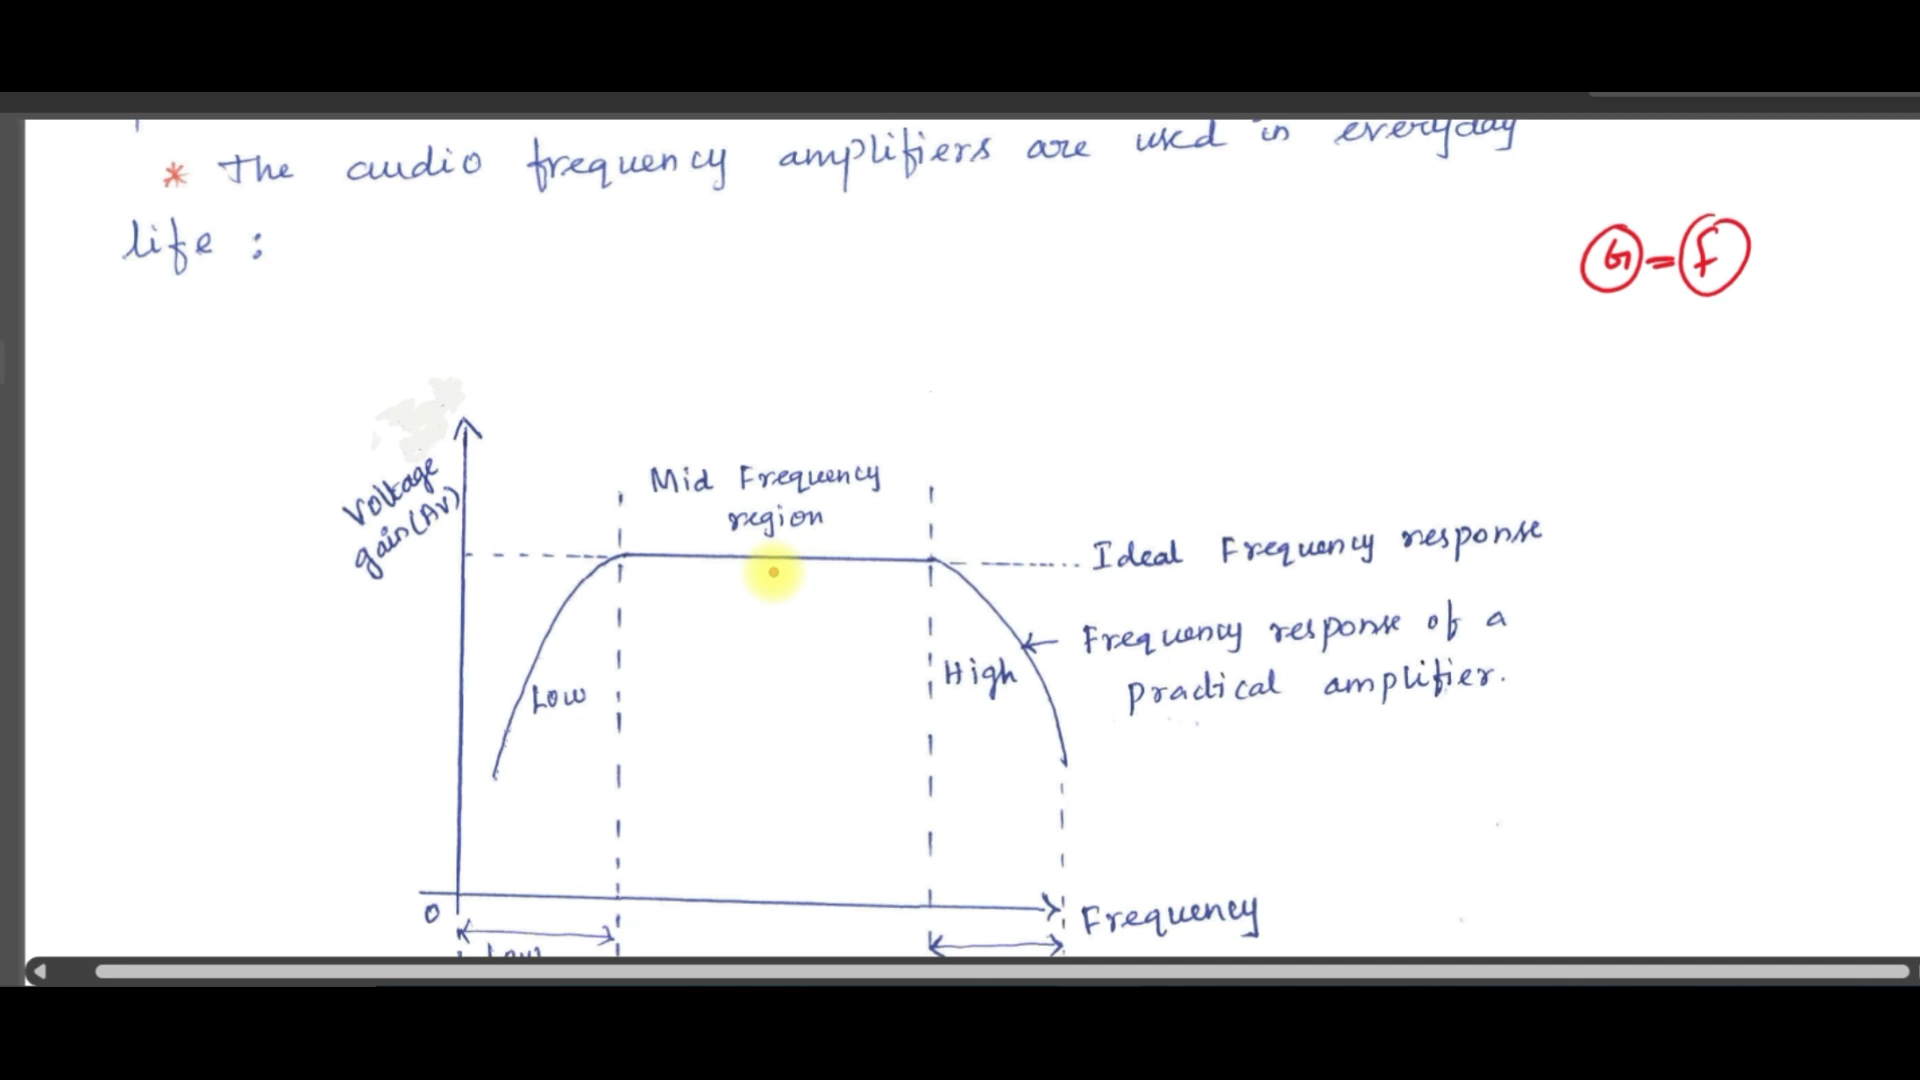 * The audio frequency amplifiers are used in everyday
life :
G = f
Voltage
gain (Av)
Mid Frequency
region
Ideal Frequency response
Frequency response of a
practical amplifier.
Low
High
0
Frequency
Low